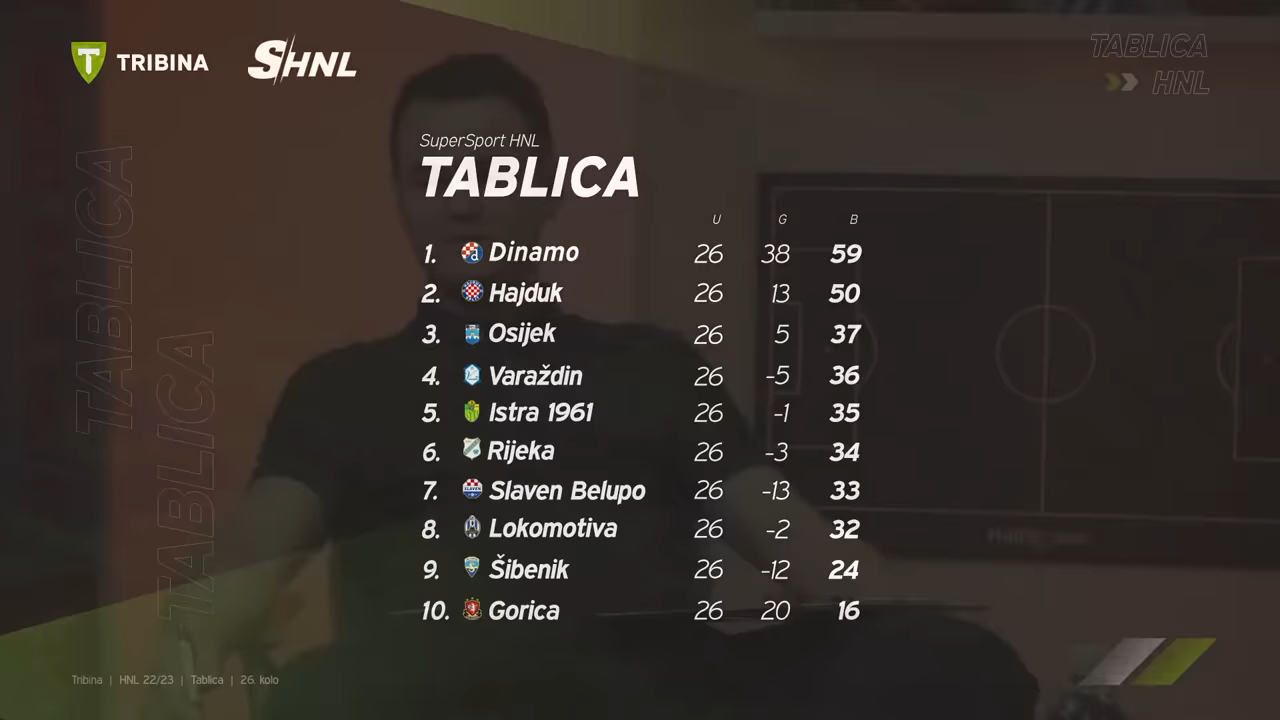 TRIBINA SHNL
TABLICA
HNL
SuperSport HNL
TABLICA
U G B
1. Dinamo 26 38 59
2. Hajduk 26 13 50
3. Osijek 26 5 37
4. Varaždin 26 -5 36
5. Istra 1961 26 -1 35
6. Rijeka 26 -3 34
7. Slaven Belupo 26 -13 33
8. Lokomotiva 26 -2 32
9. Šibenik 26 -12 24
10. Gorica 26 20 16
TABLICA
TABLICA
Tribina | HNL 22/23 | Tablica | 26. kolo